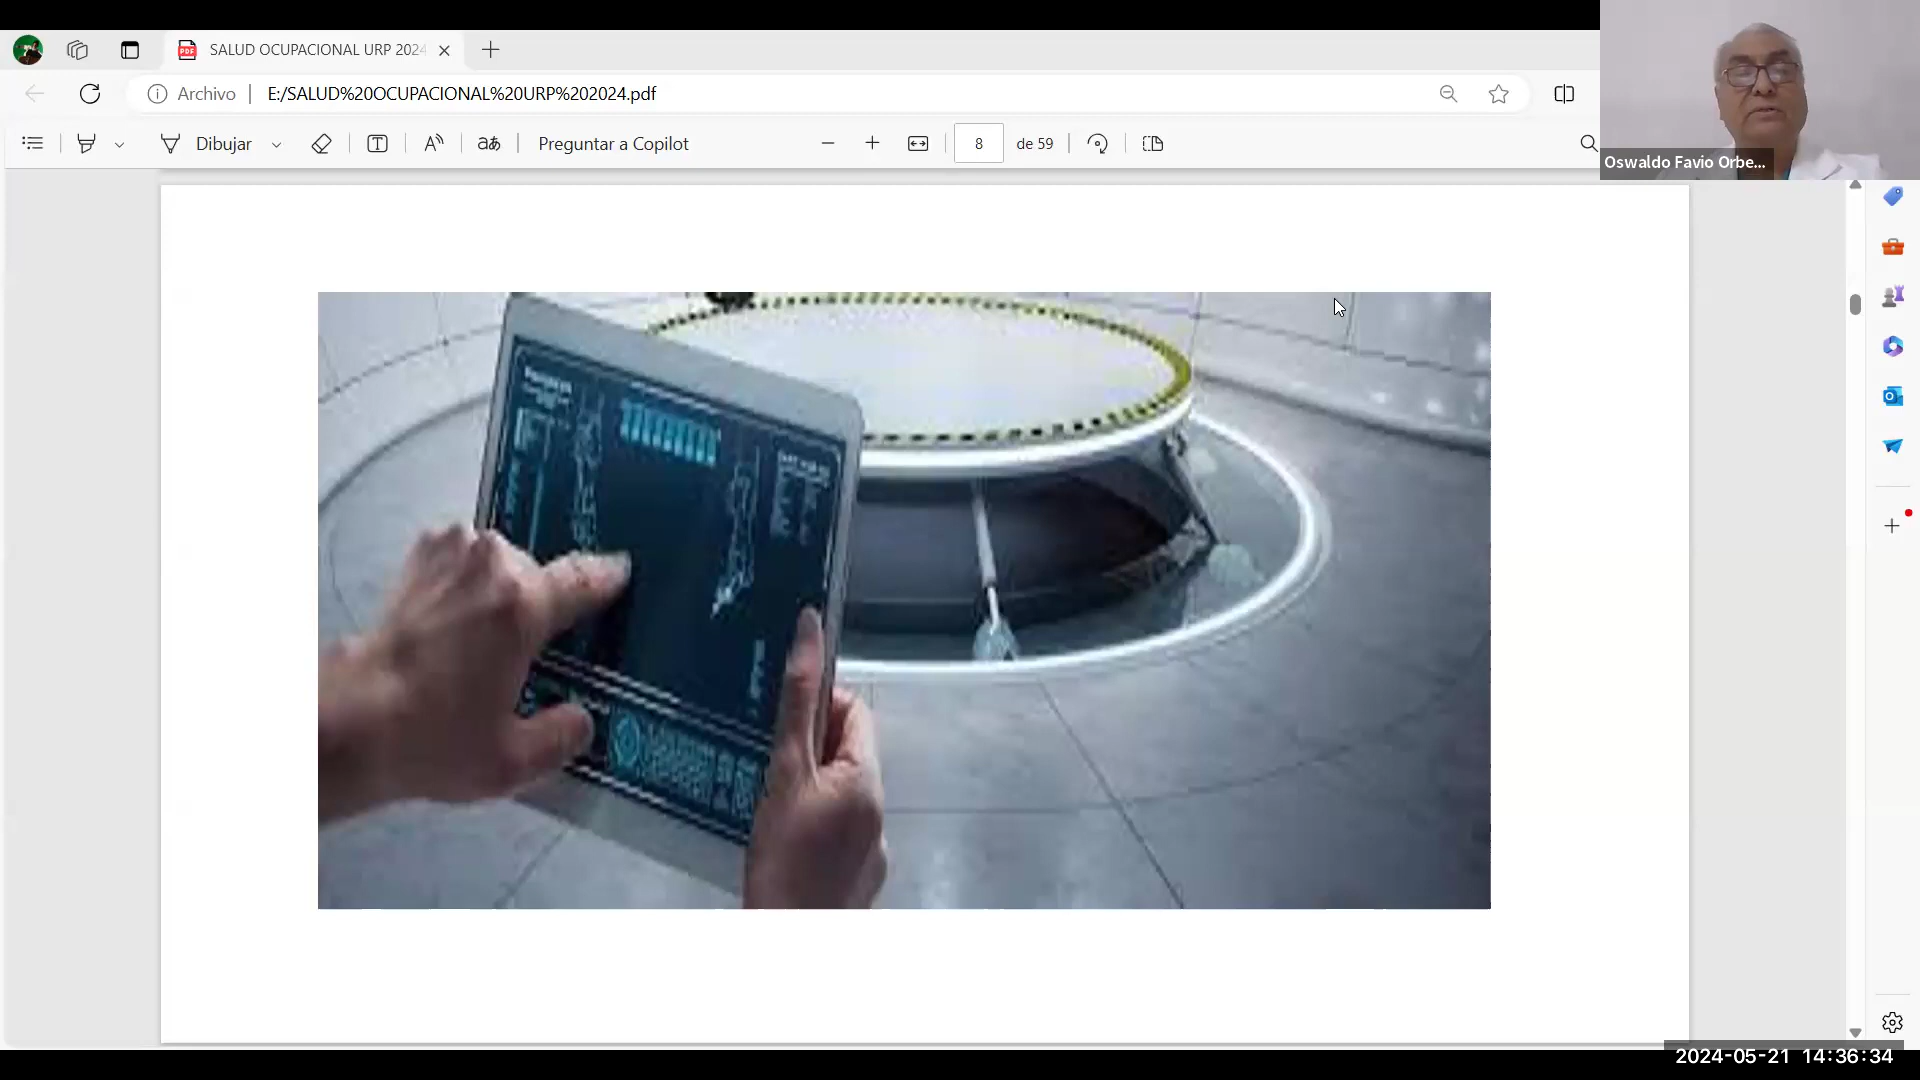 SALUD OCUPACIONAL URP 2024
Archivo
E:/SALUD%20OCUPACIONAL%20URP%202024.pdf
Dibujar
Preguntar a Copilot
8
de 59
Oswaldo Favio Orbe...
2024-05-21 14:36:34